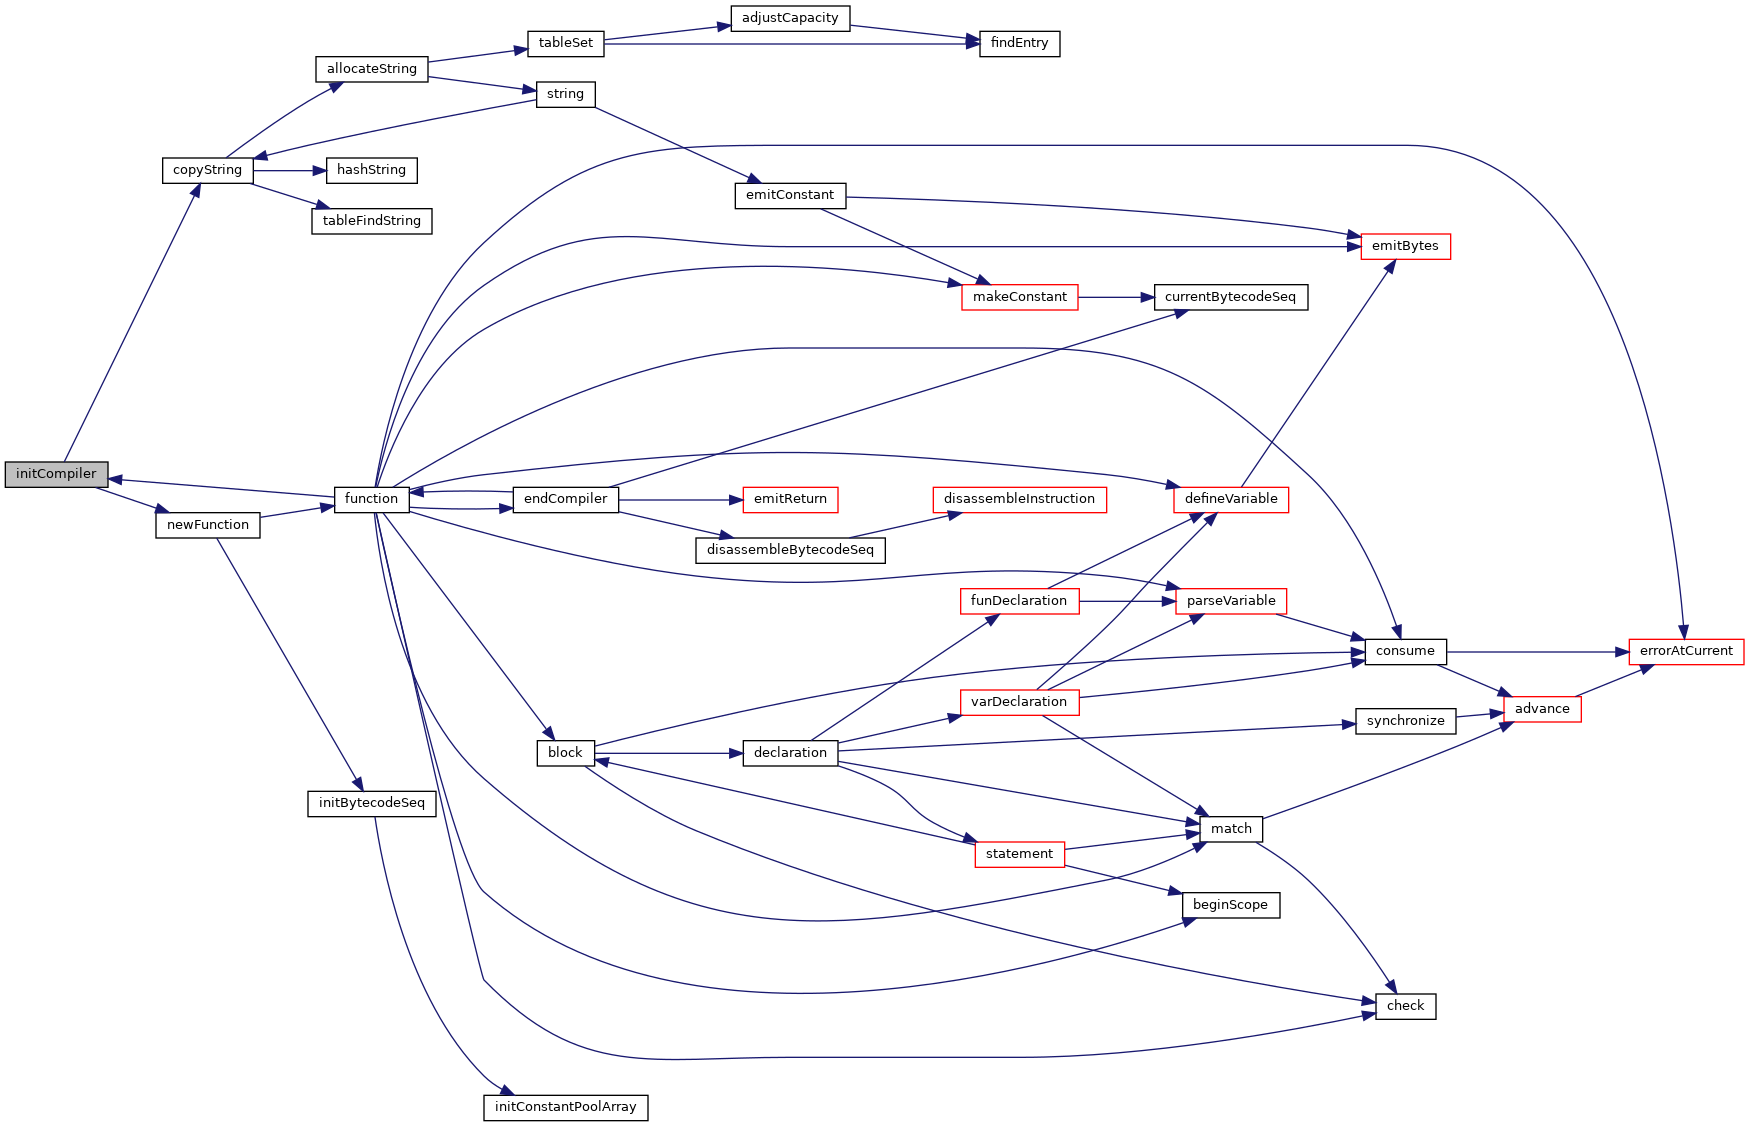 adjustCapacity
tableSet
findEntry
allocateString
string
copyString
hashString
emitConstant
tableFindString
emitBytes
makeConstant
currentBytecodeSeq
initCompiler
function
endCompiler
emitReturn
disassembleInstruction
defineVariable
newFunction
disassembleBytecodeSeq
funDeclaration
parseVariable
consume
errorAtCurrent
varDeclaration
advance
synchronize
block
declaration
initBytecodeSeq
match
statement
beginScope
check
initConstantPoolArray